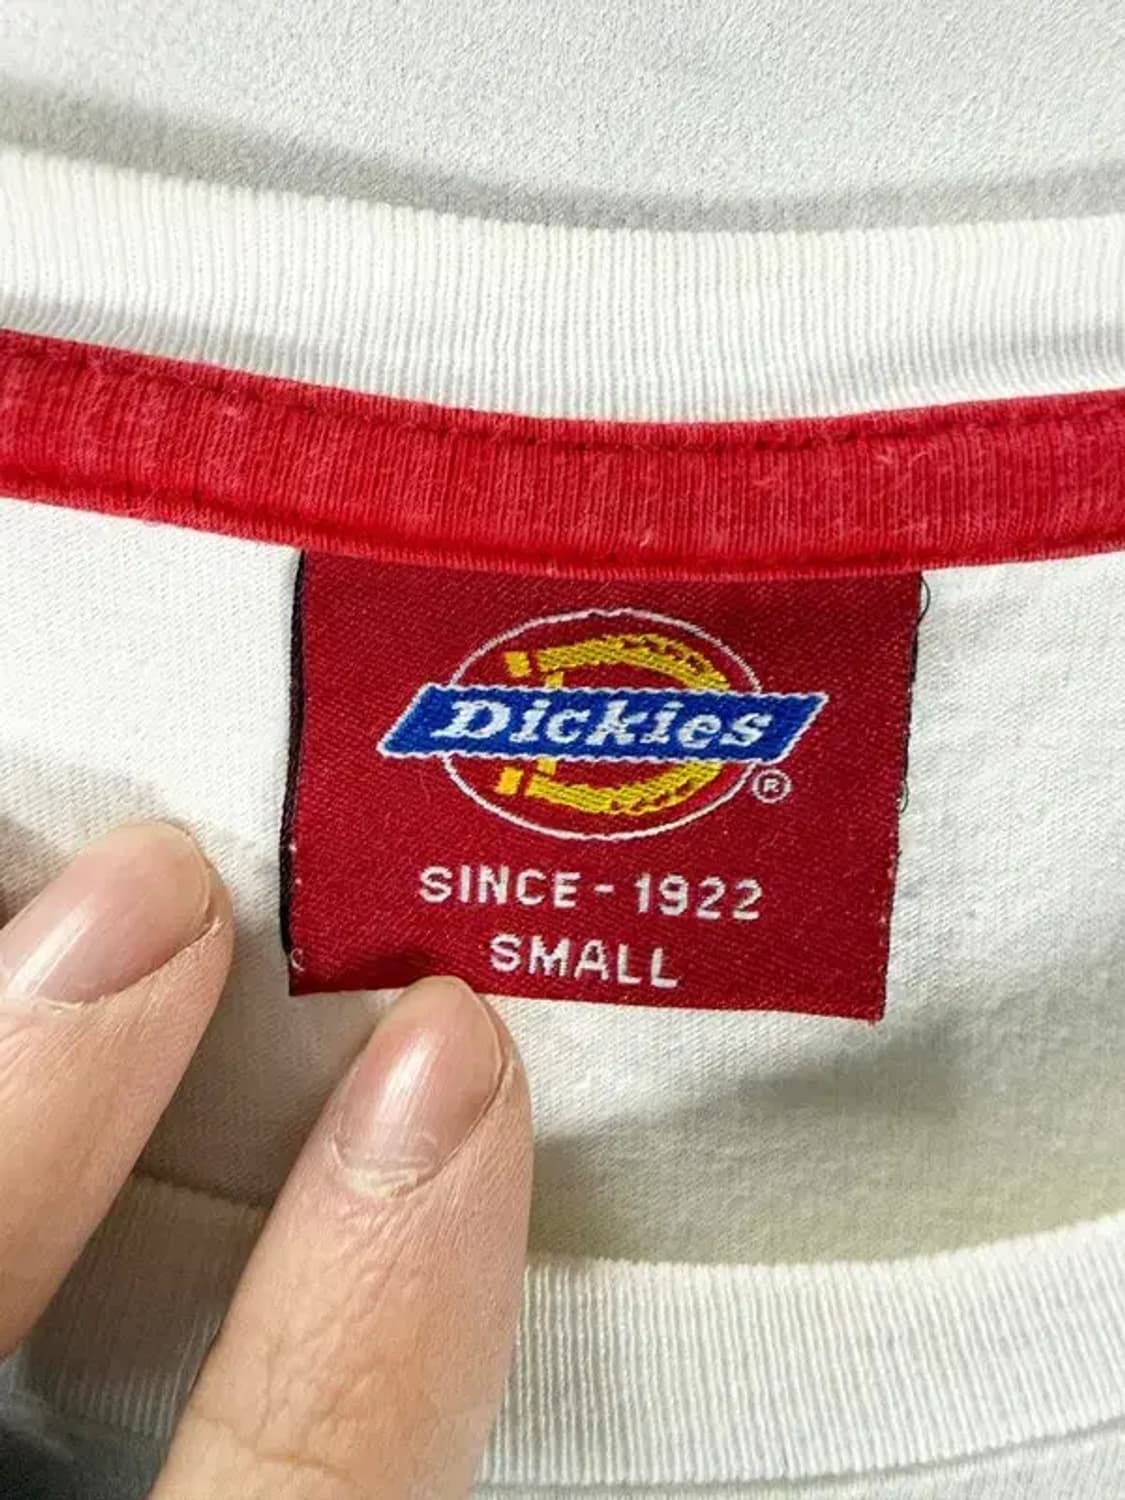 Dickies
®
SINCE - 1922
SMALL